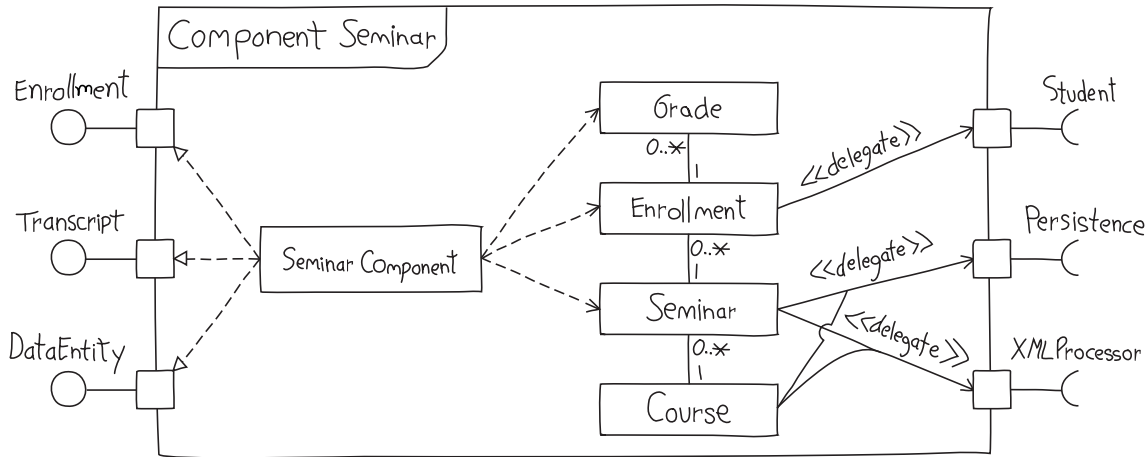 Component Seminar
Enrollment
Transcript
DataEntity
Seminar Component
Grade
0..*
1
Enrollment
0..*
1
Seminar
0..*
1
Course
<<delegate>>
<<delegate>>
<<delegate>>
Student
Persistence
XMLProcessor